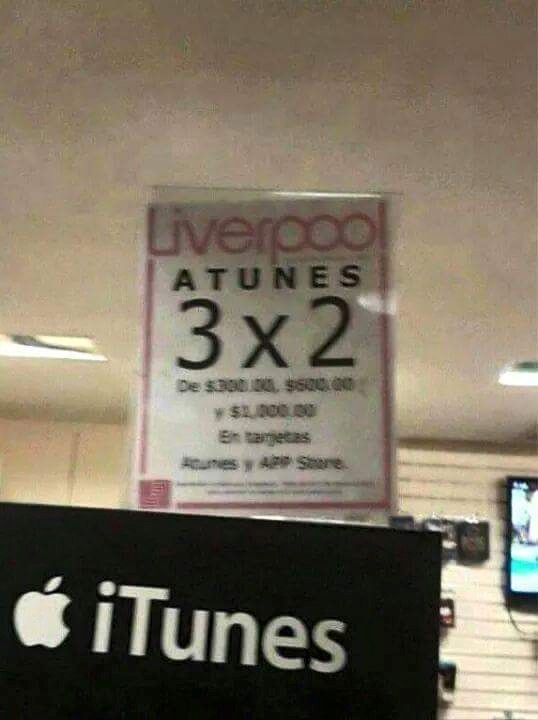 Liverpool
ATUNES
3 x 2
De $300.00, $600.00
y $1,000.00
En tarjetas
Atunes y APP Store.
iTunes